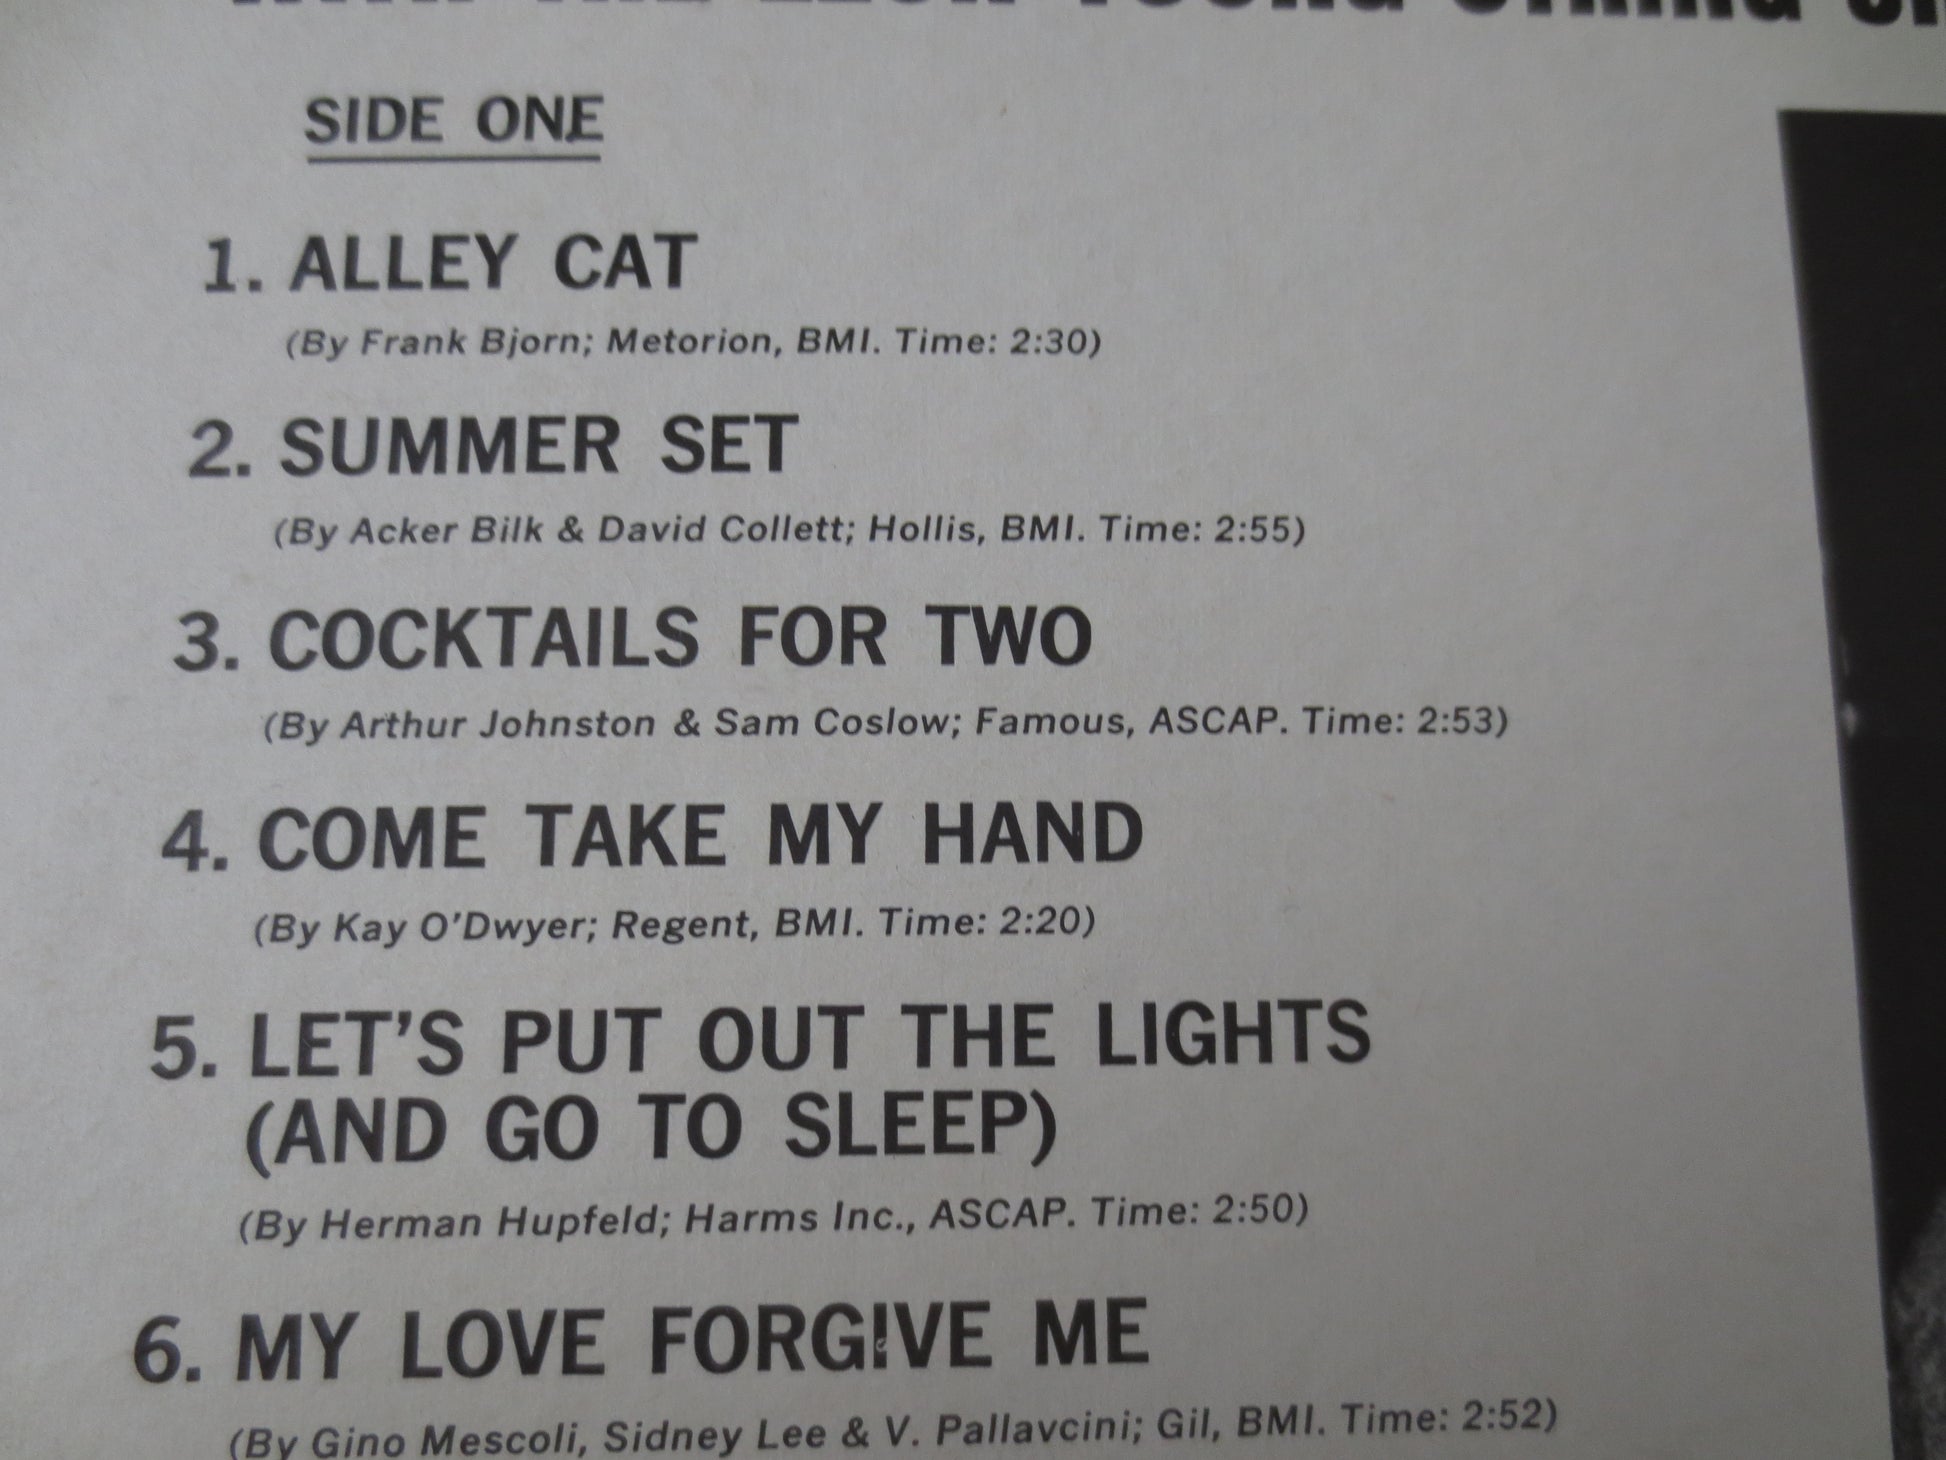 SIDE ONE
1. ALLEY CAT
(By Frank Bjorn; Metorion, BMI. Time: 2:30)
2. SUMMER SET
(By Acker Bilk & David Collett; Hollis, BMI. Time: 2:55)
3. COCKTAILS FOR TWO
(By Arthur Johnston & Sam Coslow; Famous, ASCAP. Time: 2:53)
4. COME TAKE MY HAND
(By Kay O'Dwyer; Regent, BMI. Time: 2:20)
5. LET'S PUT OUT THE LIGHTS
(AND GO TO SLEEP)
(By Herman Hupfeld; Harms Inc., ASCAP. Time: 2:50)
6. MY LOVE FORGIVE ME
(By Gino Mescoli, Sidney Lee & V. Pallavcini; Gil, BMI. Time: 2:52)